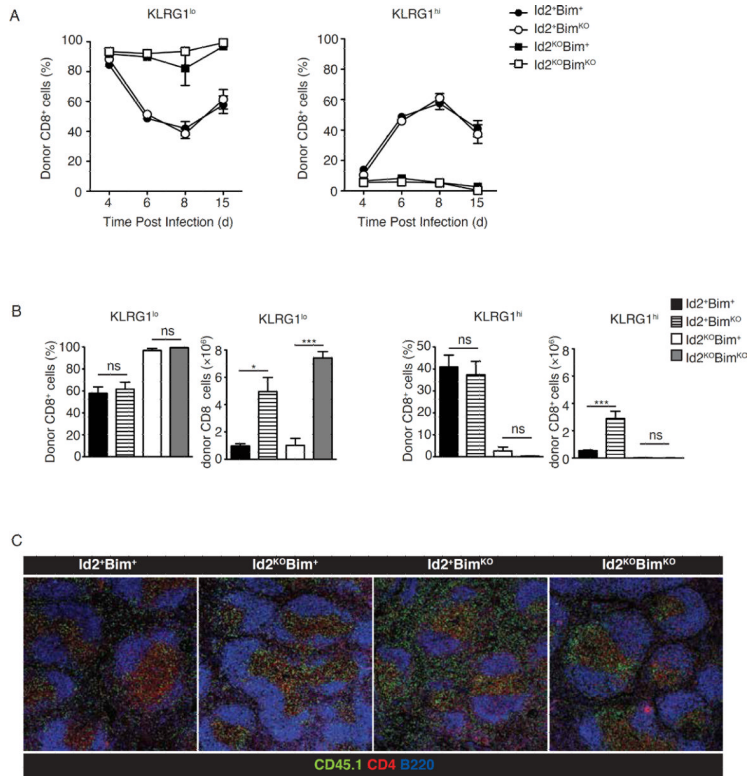 A
KLRG1lo
KLRG1hi
Id2+Bim+
Id2+BimKO
Id2KOBim+
Id2KOBimKO
Donor CD8+ cells (%)
100
80
60
40
20
0
4 6 8 15
Time Post Infection (d)
Donor CD8+ cells (%)
100
80
60
40
20
0
4 6 8 15
Time Post Infection (d)
B
KLRG1lo
KLRG1lo
KLRG1hi
KLRG1hi
Id2+Bim+
Id2+BimKO
Id2KOBim+
Id2KOBimKO
Donor CD8+ cells (%)
100
80
60
40
20
0
ns
ns
donor CD8 cells (×106)
8
6
4
2
0
*
***
Donor CD8+ cells (%)
50
40
30
20
10
0
ns
ns
donor CD8+ cells (×106)
8
6
4
2
0
***
ns
C
Id2+Bim+ Id2KOBim+ Id2+BimKO Id2KOBimKO
CD45.1 CD4 B220